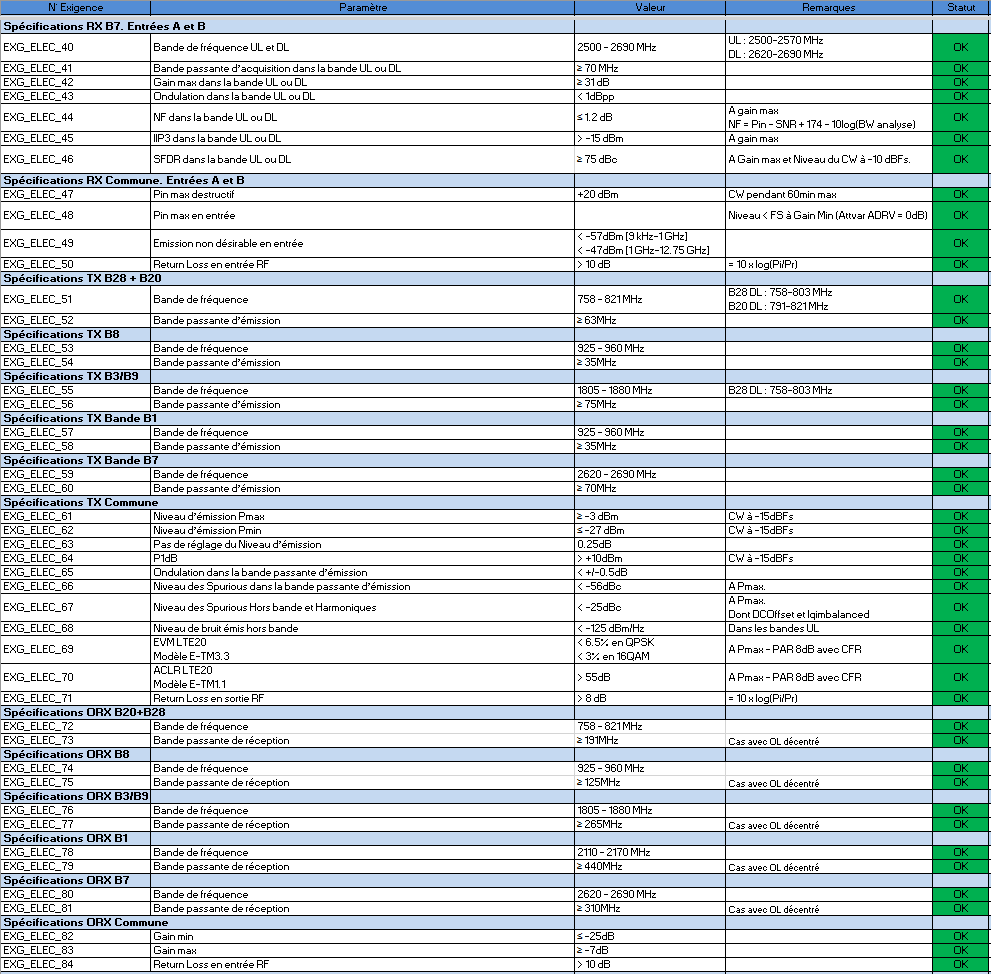 N° Exigence Paramètre Valeur Remarques Statut
Spécifications RX B7. Entrées A et B
EXG_ELEC_40 Bande de fréquence UL et DL 2500 - 2690 MHz UL : 2500-2570 MHz OK
DL : 2620-2690 MHz
EXG_ELEC_41 Bande passante d'acquisition dans la bande UL ou DL ≥ 70 MHz OK
EXG_ELEC_42 Gain max dans la bande UL ou DL ≥ 31 dB OK
EXG_ELEC_43 Ondulation dans la bande UL ou DL < 1dBpp OK
EXG_ELEC_44 NF dans la bande UL ou DL ≤ 1.2 dB A gain max OK
NF = Pin - SNR + 174 - 10log(BW analyse)
EXG_ELEC_45 IIP3 dans la bande UL ou DL > -15 dBm A gain max OK
EXG_ELEC_46 SFDR dans la bande UL ou DL ≥ 75 dBc A Gain max et Niveau du CW à -10 dBFs. OK
Spécifications RX Commune. Entrées A et B
EXG_ELEC_47 Pin max destructif +20 dBm CW pendant 60min max OK
EXG_ELEC_48 Pin max en entrée Niveau < FS à Gain Min (Attvar ADRV = 0dB) OK
EXG_ELEC_49 Emission non désirable en entrée < -57dBm [9 kHz-1 GHz] OK
< -47dBm [1 GHz-12.75 GHz]
EXG_ELEC_50 Return Loss en entrée RF > 10 dB = 10 x log(Pi/Pr) OK
Spécifications TX B28 + B20
EXG_ELEC_51 Bande de fréquence 758 - 821 MHz B28 DL : 758-803 MHz OK
B20 DL : 791-821 MHz
EXG_ELEC_52 Bande passante d'émission ≥ 63MHz OK
Spécifications TX B8
EXG_ELEC_53 Bande de fréquence 925 - 960 MHz OK
EXG_ELEC_54 Bande passante d'émission ≥ 35MHz OK
Spécifications TX B3/B9
EXG_ELEC_55 Bande de fréquence 1805 - 1880 MHz B28 DL : 758-803 MHz OK
EXG_ELEC_56 Bande passante d'émission ≥ 75MHz OK
Spécifications TX Bande B1
EXG_ELEC_57 Bande de fréquence 925 - 960 MHz OK
EXG_ELEC_58 Bande passante d'émission ≥ 35MHz OK
Spécifications TX Bande B7
EXG_ELEC_59 Bande de fréquence 2620 - 2690 MHz OK
EXG_ELEC_60 Bande passante d'émission ≥ 70MHz OK
Spécifications TX Commune
EXG_ELEC_61 Niveau d'émission Pmax ≥ -3 dBm CW à -15dBFs OK
EXG_ELEC_62 Niveau d'émission Pmin ≤ -27 dBm CW à -15dBFs OK
EXG_ELEC_63 Pas de réglage du Niveau d'émission 0.25dB OK
EXG_ELEC_64 P1dB > +10dBm CW à -15dBFs OK
EXG_ELEC_65 Ondulation dans la bande passante d'émission < +/-0.5dB OK
EXG_ELEC_66 Niveau des Spurious dans la bande passante d'émission < -56dBc A Pmax. OK
EXG_ELEC_67 Niveau des Spurious Hors bande et Harmoniques < -25dBc A Pmax. OK
Dont DCOffset et Iqimbalanced
EXG_ELEC_68 Niveau de bruit émis hors bande < -125 dBm/Hz Dans les bandes UL OK
EXG_ELEC_69 EVM LTE20 < 6.5% en QPSK A Pmax - PAR 8dB avec CFR OK
Modèle E-TM3.3 < 3% en 16QAM
EXG_ELEC_70 ACLR LTE20 > 55dB A Pmax - PAR 8dB avec CFR OK
Modèle E-TM1.1
EXG_ELEC_71 Return Loss en sortie RF > 8 dB = 10 x log(Pi/Pr) OK
Spécifications ORX B20+B28
EXG_ELEC_72 Bande de fréquence 758 - 821 MHz OK
EXG_ELEC_73 Bande passante de réception ≥ 191MHz Cas avec OL décentré OK
Spécifications ORX B8
EXG_ELEC_74 Bande de fréquence 925 - 960 MHz OK
EXG_ELEC_75 Bande passante de réception ≥ 125MHz Cas avec OL décentré OK
Spécifications ORX B3/B9
EXG_ELEC_76 Bande de fréquence 1805 - 1880 MHz OK
EXG_ELEC_77 Bande passante de réception ≥ 265MHz Cas avec OL décentré OK
Spécifications ORX B1
EXG_ELEC_78 Bande de fréquence 2110 - 2170 MHz OK
EXG_ELEC_79 Bande passante de réception ≥ 440MHz Cas avec OL décentré OK
Spécifications ORX B7
EXG_ELEC_80 Bande de fréquence 2620 - 2690 MHz OK
EXG_ELEC_81 Bande passante de réception ≥ 310MHz Cas avec OL décentré OK
Spécifications ORX Commune
EXG_ELEC_82 Gain min ≤ -25dB OK
EXG_ELEC_83 Gain max ≥ -7dB OK
EXG_ELEC_84 Return Loss en entrée RF > 10 dB OK